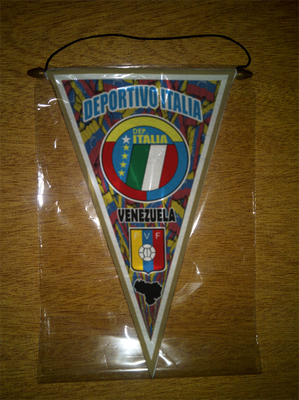 DEPORTIVO ITALIA
DEP
ITALIA
VENEZUELA
V F